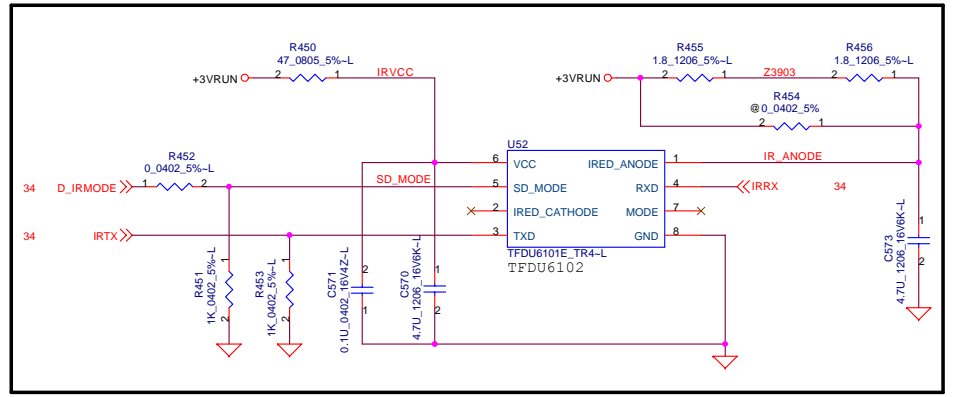 R450
47_0805_5%~L
+3VRUN
2
1
IRVCC
R455
1.8_1206_5%~L
R456
1.8_1206_5%~L
+3VRUN
2
1
Z3903
2
1
R454
@0_0402_5%
2
1
U52
R452
0_0402_5%~L
6
VCC
IRED_ANODE
1
IR_ANODE
34
D_IRMODE
1
2
SD_MODE
5
SD_MODE
RXD
4
IRRX
34
2
IRED_CATHODE
MODE
7
34
IRTX
3
TXD
GND
8
TFDU6101E_TR4~L
TFDU6102
R451
1K_0402_5%~L
1
2
R453
1K_0402_5%~L
1
2
C571
0.1U_0402_16V4Z~L
2
1
C570
4.7U_1206_16V6K~L
1
2
C573
4.7U_1206_16V6K~L
1
2